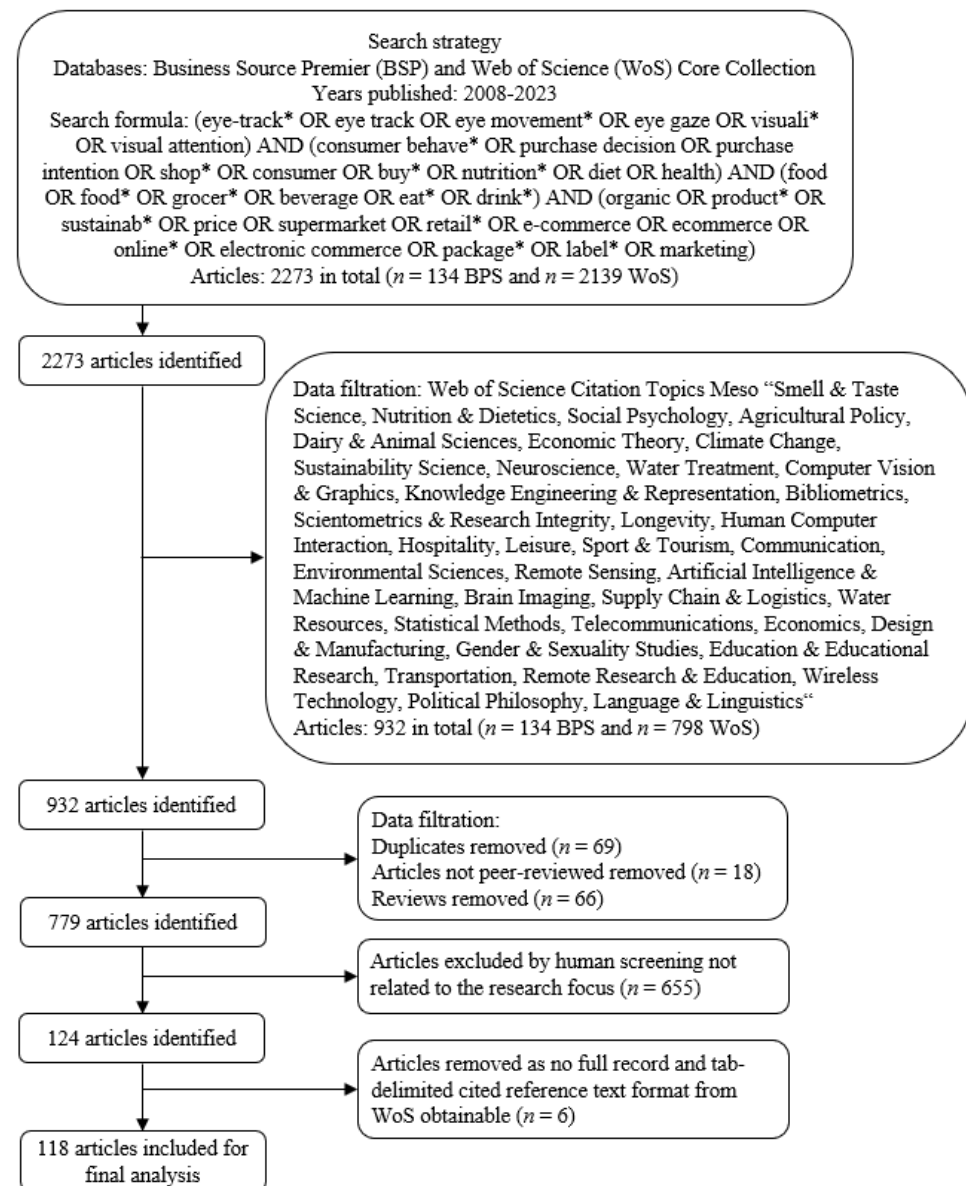 Search strategy
Databases: Business Source Premier (BSP) and Web of Science (WoS) Core Collection
Years published: 2008-2023
Search formula: (eye-track* OR eye track OR eye movement* OR eye gaze OR visuali*
OR visual attention) AND (consumer behave* OR purchase decision OR purchase
intention OR shop* OR consumer OR buy* OR nutrition* OR diet OR health) AND (food
OR food* OR grocer* OR beverage OR eat* OR drink*) AND (organic OR product* OR
sustainab* OR price OR supermarket OR retail* OR e-commerce OR ecommerce OR
online* OR electronic commerce OR package* OR label* OR marketing)
Articles: 2273 in total (n = 134 BPS and n = 2139 WoS)
2273 articles identified
Data filtration: Web of Science Citation Topics Meso “Smell & Taste
Science, Nutrition & Dietetics, Social Psychology, Agricultural Policy,
Dairy & Animal Sciences, Economic Theory, Climate Change,
Sustainability Science, Neuroscience, Water Treatment, Computer Vision
& Graphics, Knowledge Engineering & Representation, Bibliometrics,
Scientometrics & Research Integrity, Longevity, Human Computer
Interaction, Hospitality, Leisure, Sport & Tourism, Communication,
Environmental Sciences, Remote Sensing, Artificial Intelligence &
Machine Learning, Brain Imaging, Supply Chain & Logistics, Water
Resources, Statistical Methods, Telecommunications, Economics, Design
& Manufacturing, Gender & Sexuality Studies, Education & Educational
Research, Transportation, Remote Research & Education, Wireless
Technology, Political Philosophy, Language & Linguistics“
Articles: 932 in total (n = 134 BPS and n = 798 WoS)
932 articles identified
Data filtration:
Duplicates removed (n = 69)
Articles not peer-reviewed removed (n = 18)
Reviews removed (n = 66)
779 articles identified
Articles excluded by human screening not
related to the research focus (n = 655)
124 articles identified
Articles removed as no full record and tab-
delimited cited reference text format from
WoS obtainable (n = 6)
118 articles included for
final analysis